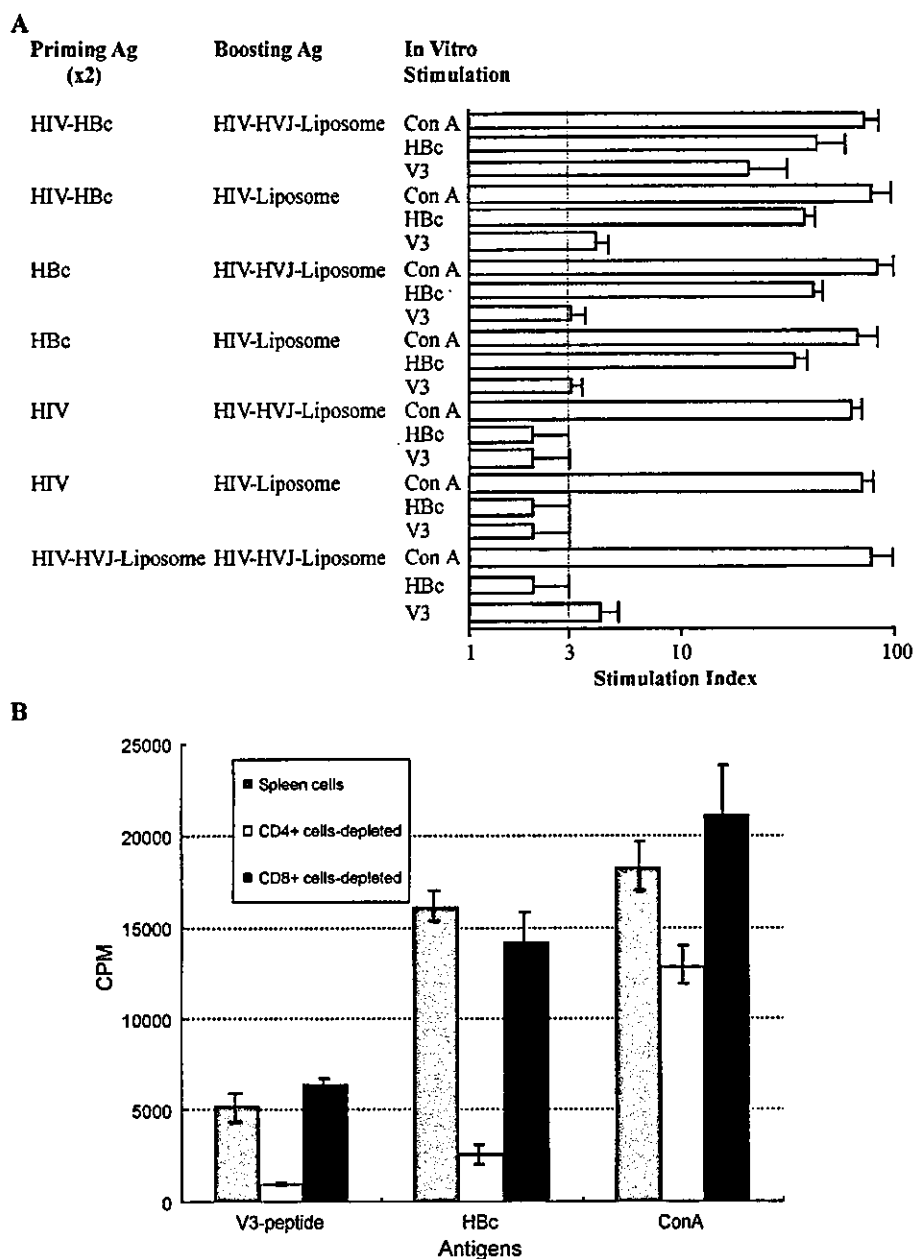 A
Priming Ag Boosting Ag In Vitro
(x2) Stimulation
HIV-HBc HIV-HVJ-Liposome Con A
HBc
V3
HIV-HBc HIV-Liposome Con A
HBc
V3
HBc HIV-HVJ-Liposome Con A
HBc
V3
HBc HIV-Liposome Con A
HBc
V3
HIV HIV-HVJ-Liposome Con A
HBc
V3
HIV HIV-Liposome Con A
HBc
V3
HIV-HVJ-Liposome HIV-HVJ-Liposome Con A
HBc
V3
1 3 10 100
Stimulation Index
B
25000
20000
15000
10000
5000
0
CPM
Spleen cells
CD4+ cells-depleted
CD8+ cells-depleted
V3-peptide HBc ConA
Antigens